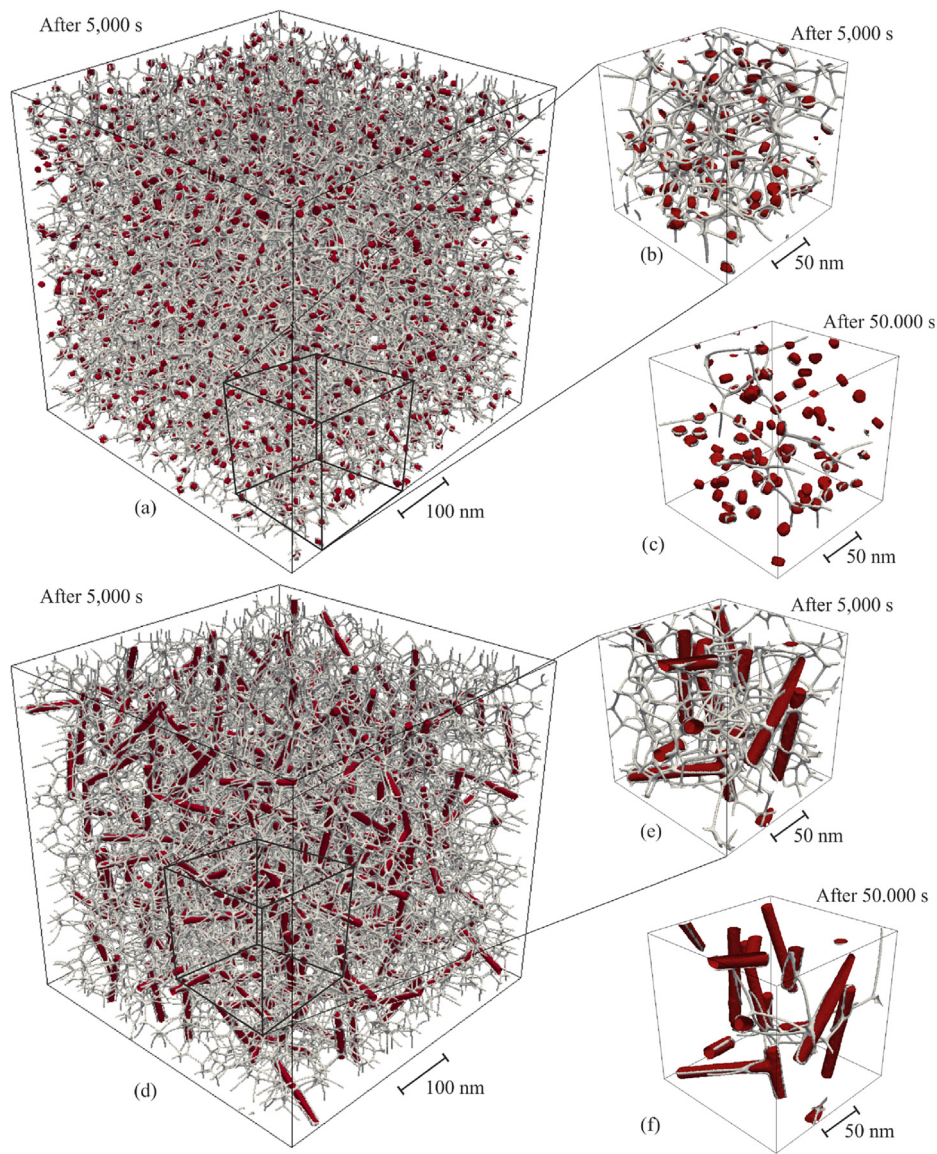 After 5,000 s
After 5,000 s
(b)
50 nm
After 50.000 s
(a)
100 nm
(c)
50 nm
After 5,000 s
After 5,000 s
(e)
50 nm
After 50.000 s
(d)
100 nm
(f)
50 nm